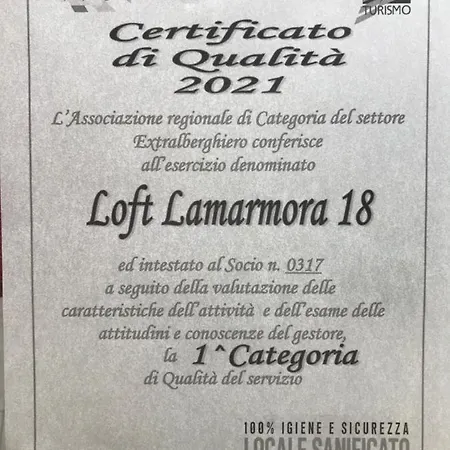 TURISMO
Certificato
di Qualità
2021
L'Associazione regionale di Categoria del settore
Extralberghiero conferisce
all'esercizio denominato
Loft Lamarmora 18
ed intestato al Socio n. 0317
a seguito della valutazione delle
caratteristiche dell'attività e dell'esame delle
attitudini e conoscenze del gestore,
la 1^Categoria
di Qualità del servizio
100% IGIENE E SICUREZZA
LOCALE SANIFICATO